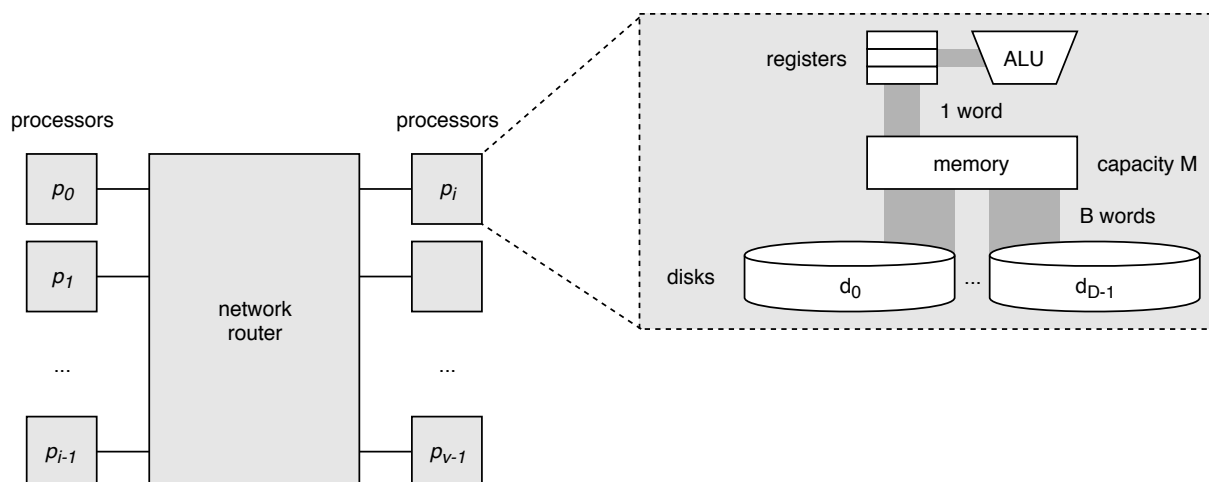 processors
p0
p1
...
pi-1
network
router
processors
pi
...
pv-1
registers
ALU
1 word
memory
capacity M
B words
disks
d0
...
dD-1